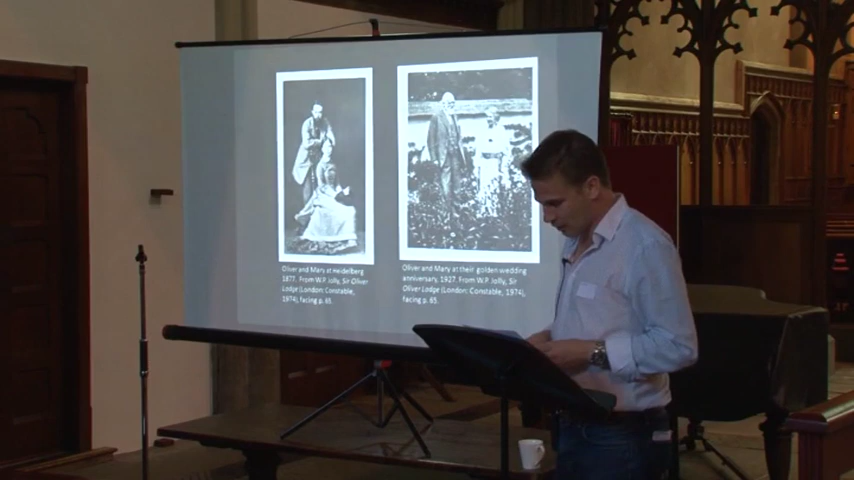 Oliver and Mary at Heidelberg
1877. From W.P. Jolly, Sir Oliver
Lodge (London: Constable,
1974), facing p. 65.
Oliver and Mary at their golden wedding
anniversary, 1927. From W.P. Jolly, Sir
Oliver Lodge (London: Constable, 1974),
facing p. 65.